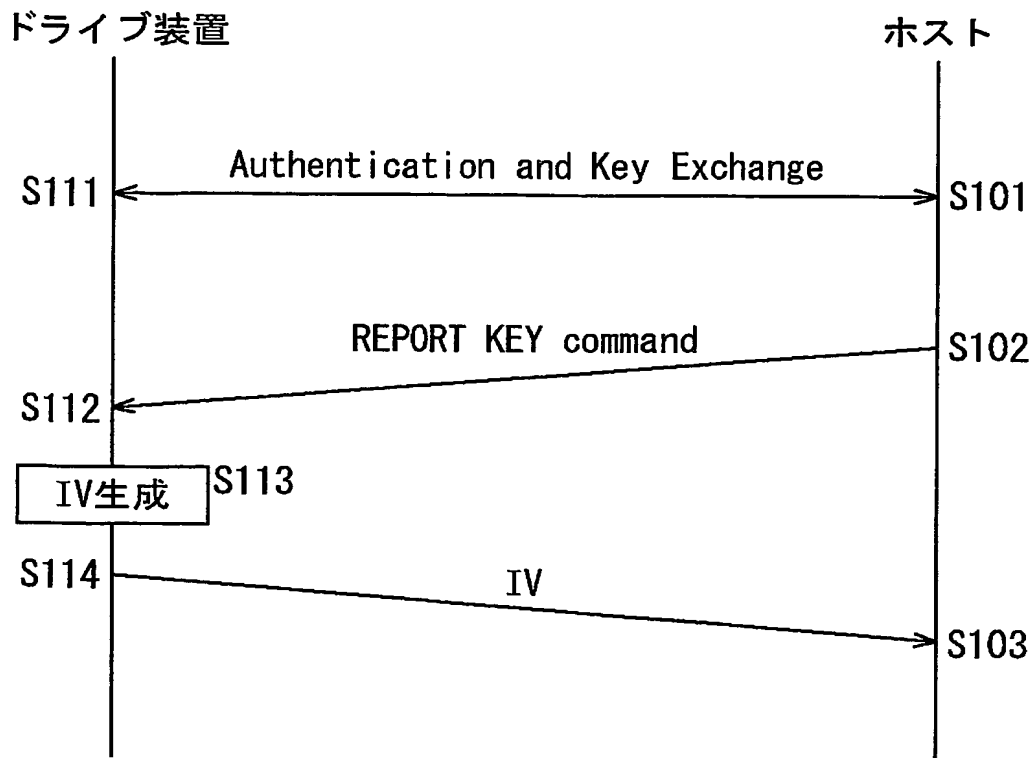 ドライブ装置
ホスト
Authentication and Key Exchange
S111
S101
REPORT KEY command
S102
S112
IV生成
S113
S114
IV
S103